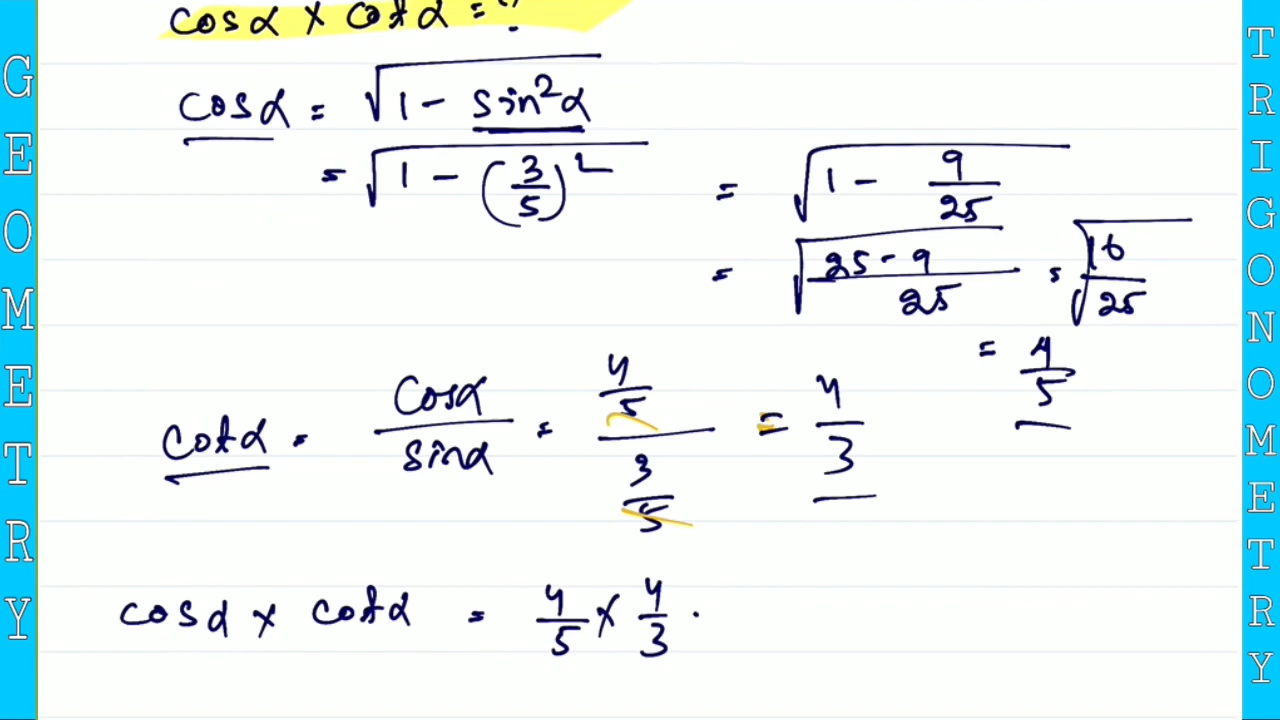 cosα × cotα = ?
cosα = √(1 - sin²α)
= √(1 - (3/5)²) = √(1 - 9/25)
= √((25-9)/25) = √(16/25)
= 4/5
cotα = cosα/sinα = (4/5)/(3/5) = 4/3
cosα × cotα = 4/5 × 4/3 .
GEOMETRY
TRIGONOMETRY